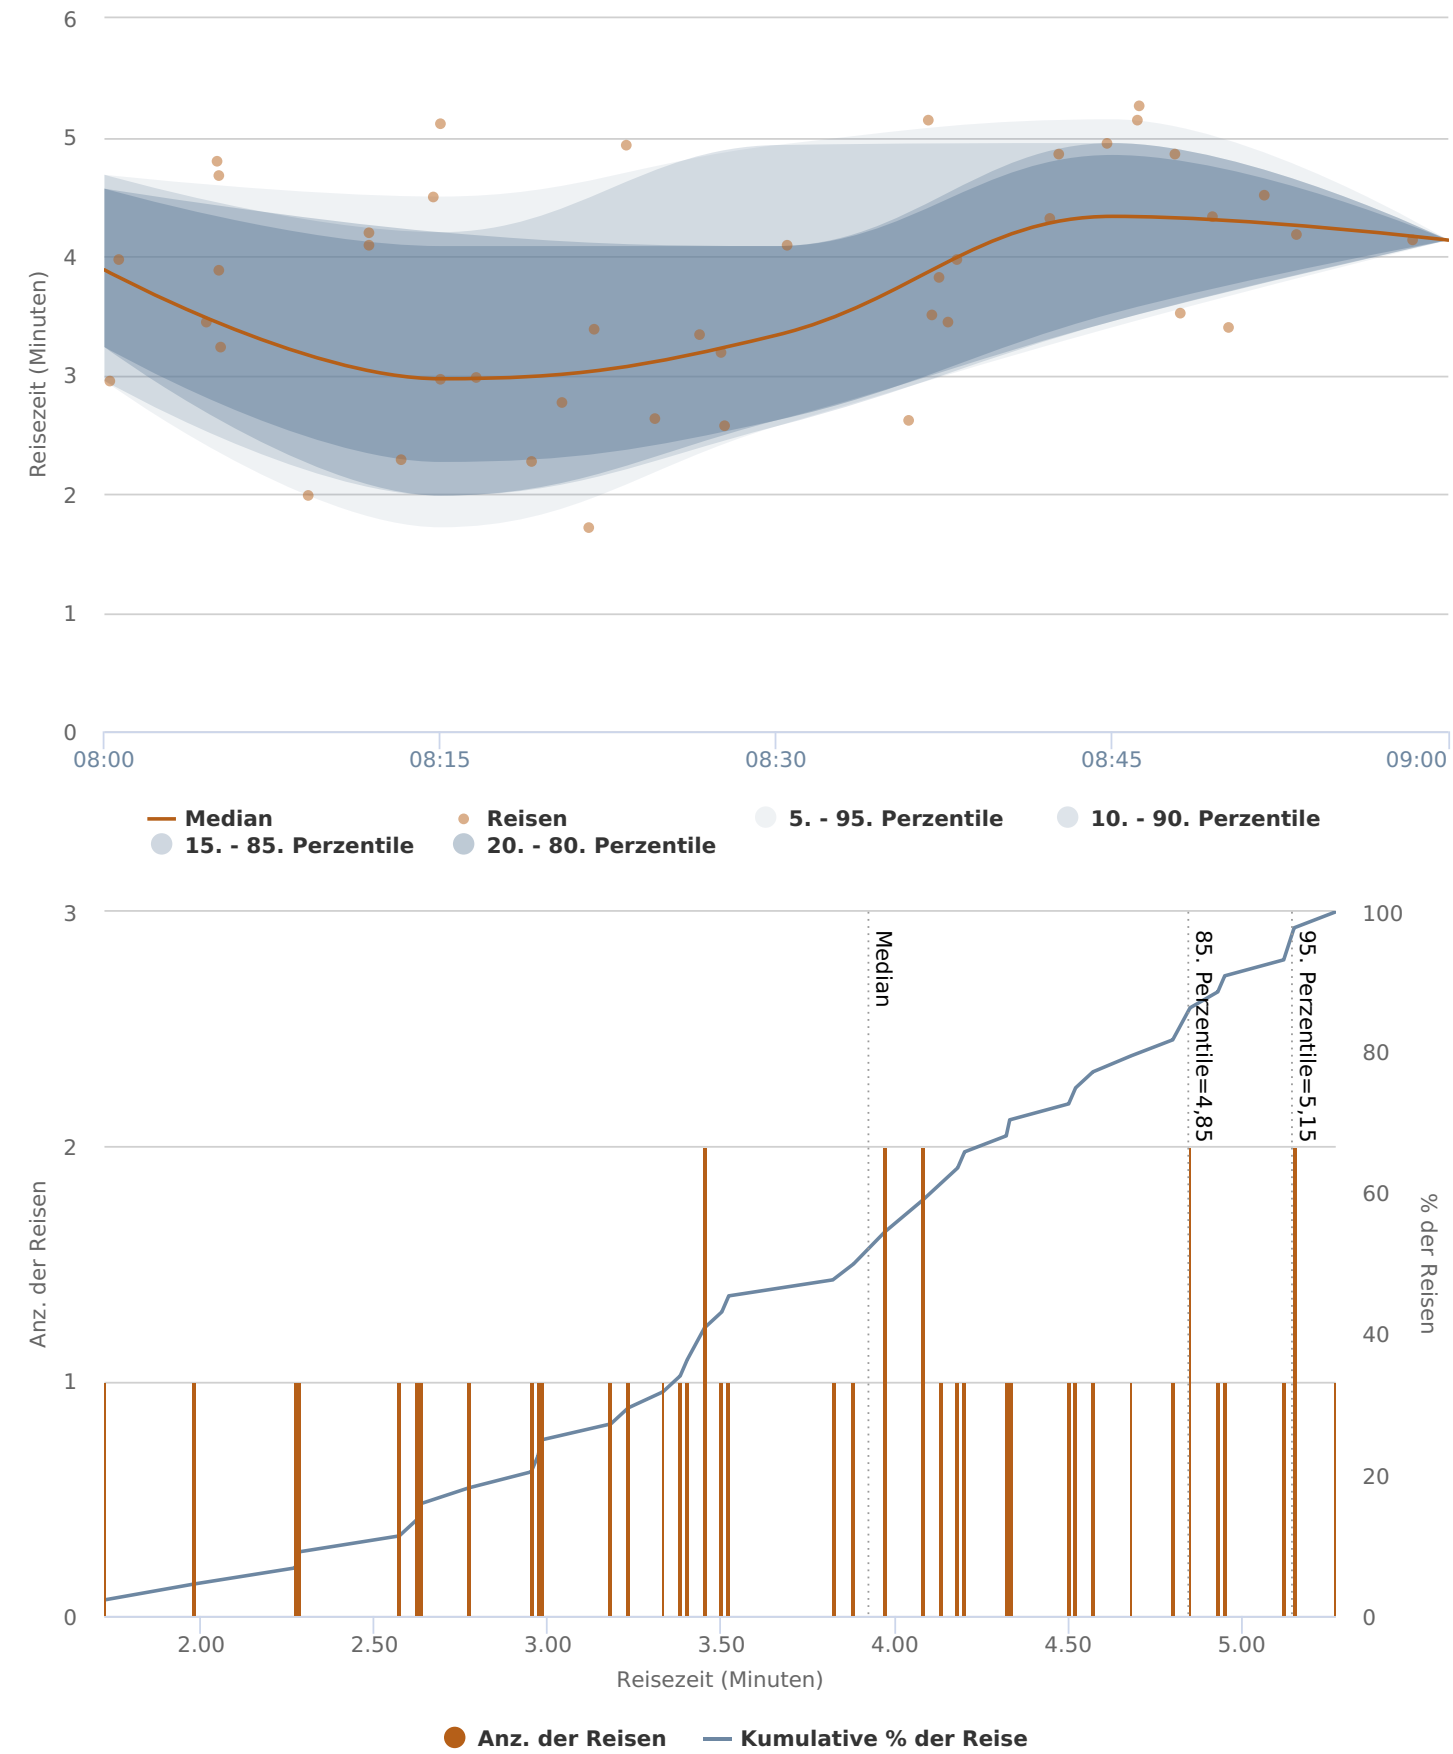 6
5
4
3
2
1
0
Reisezeit (Minuten)
08:00 08:15 08:30 08:45 09:00
Median Reisen 5. - 95. Perzentile 10. - 90. Perzentile
15. - 85. Perzentile 20. - 80. Perzentile
3 100
Median
85. Perzentile=4,85
95. Perzentile=5,15
80
2
60
Anz. der Reisen
% der Reisen
40
1
20
0 0
2.00 2.50 3.00 3.50 4.00 4.50 5.00
Reisezeit (Minuten)
Anz. der Reisen Kumulative % der Reise